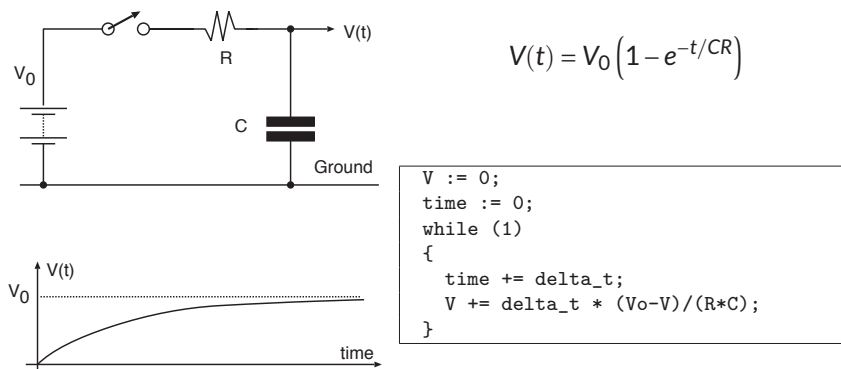 V(t)
R
V0
C
Ground
V(t)
V0
time
V(t) = V0 (1 − e^−t/CR)
V := 0;
time := 0;
while (1)
{
  time += delta_t;
  V += delta_t * (Vo-V)/(R*C);
}